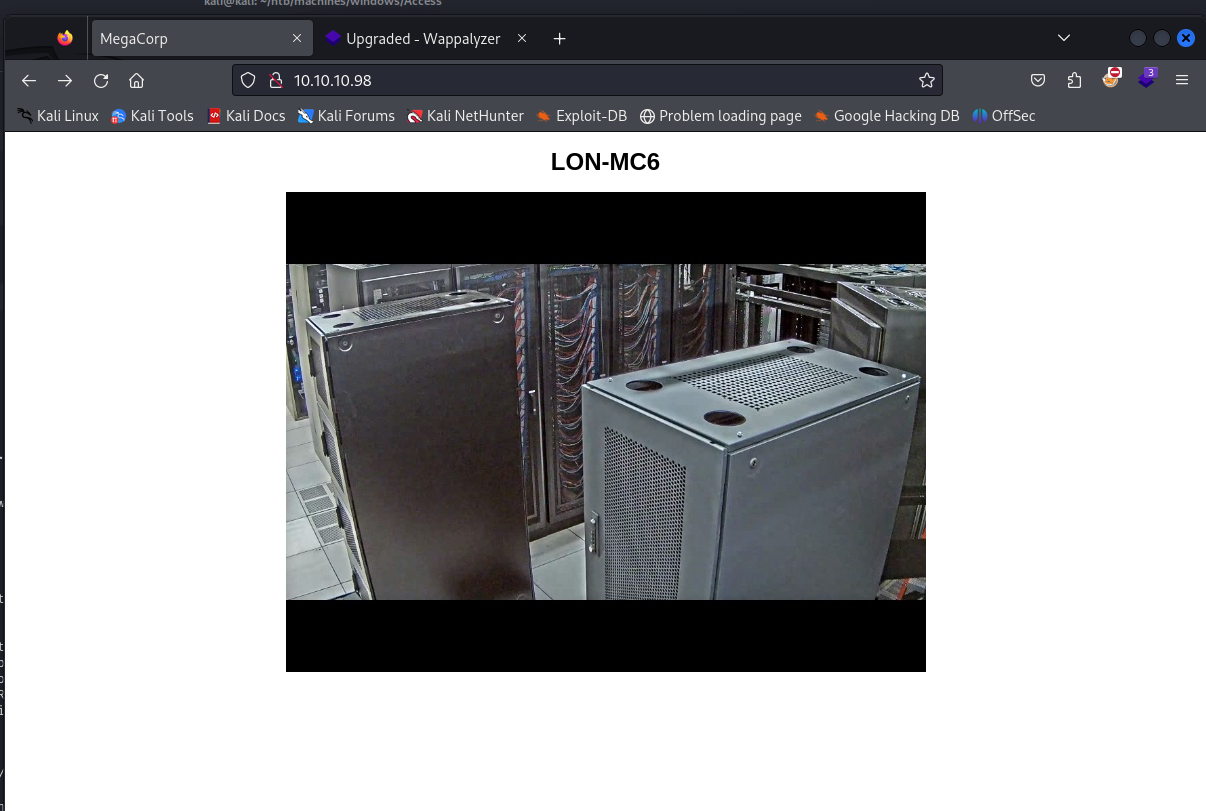 kali@kali: ~/htb/machines/windows/Access
MegaCorp
Upgraded - Wappalyzer
10.10.10.98
3
Kali Linux
Kali Tools
Kali Docs
Kali Forums
Kali NetHunter
Exploit-DB
Problem loading page
Google Hacking DB
OffSec
LON-MC6